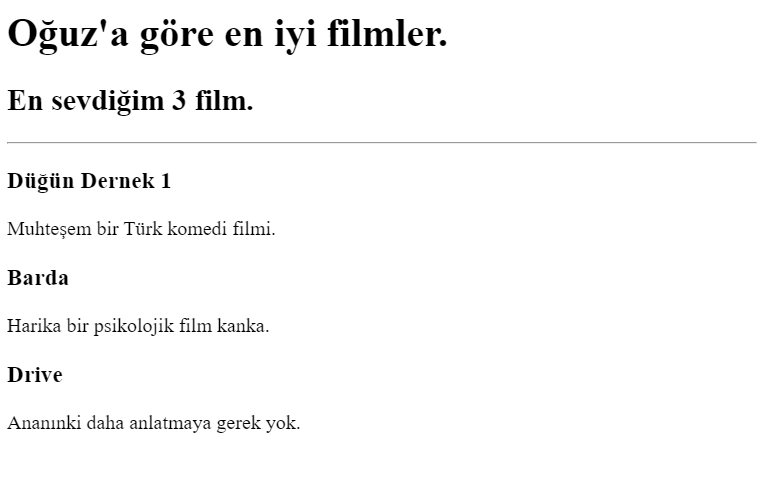 Oğuz'a göre en iyi filmler.
En sevdiğim 3 film.
Düğün Dernek 1
Muhteşem bir Türk komedi filmi.
Barda
Harika bir psikolojik film kanka.
Drive
Ananınki daha anlatmaya gerek yok.